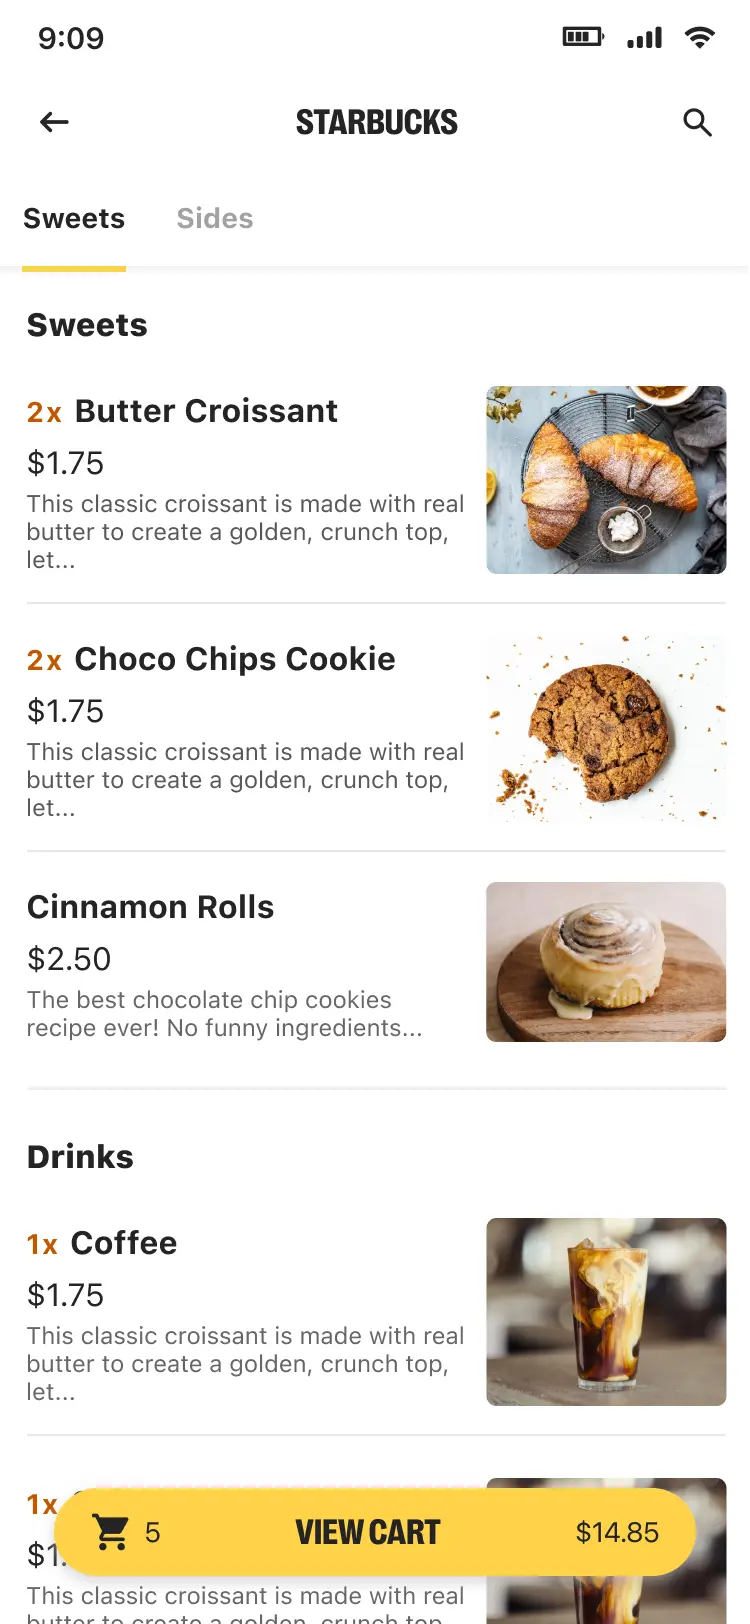 9:09
STARBUCKS
Sweets Sides
Sweets
2x Butter Croissant
$1.75
This classic croissant is made with real
butter to create a golden, crunch top,
let...
2x Choco Chips Cookie
$1.75
This classic croissant is made with real
butter to create a golden, crunch top,
let...
Cinnamon Rolls
$2.50
The best chocolate chip cookies
recipe ever! No funny ingredients...
Drinks
1x Coffee
$1.75
This classic croissant is made with real
butter to create a golden, crunch top,
let...
1x
5 VIEW CART $14.85
This classic croissant is made with real
butter to create a golden, crunch top,